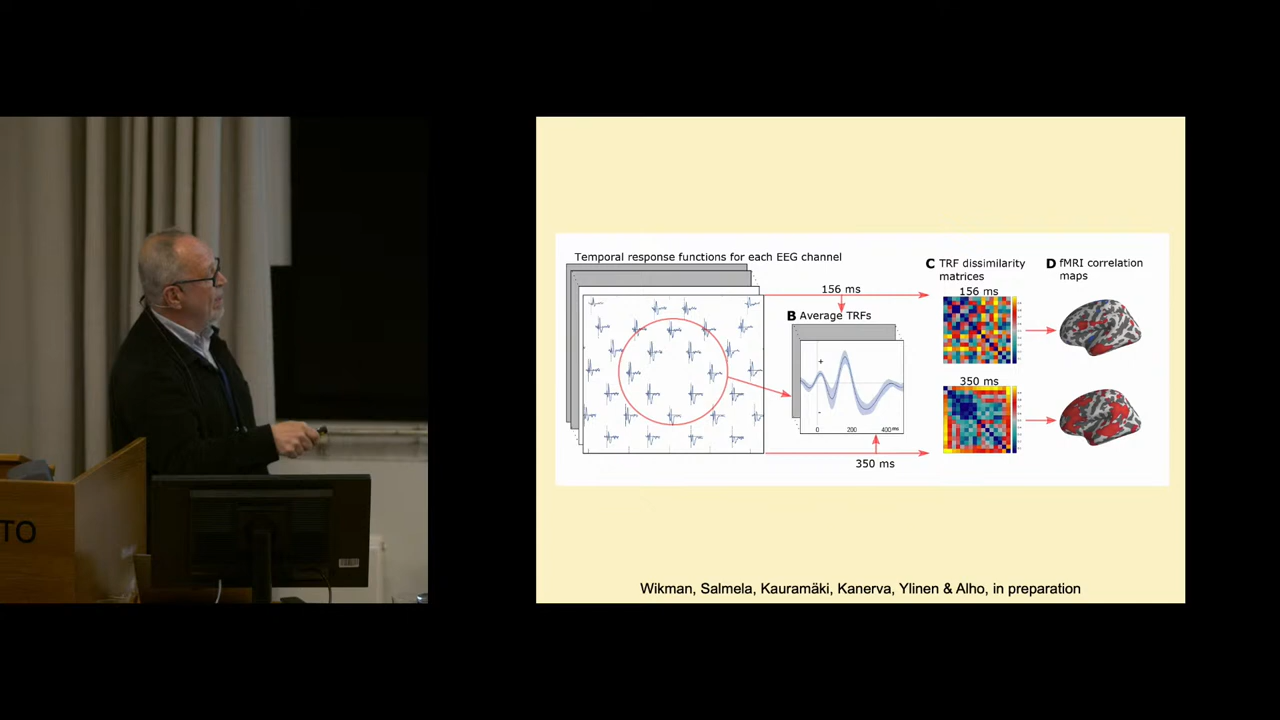 Temporal response functions for each EEG channel
156 ms
B Average TRFs
+
-
0 200 400 ms
350 ms
C TRF dissimilarity
matrices
156 ms
350 ms
D fMRI correlation
maps
Wikman, Salmela, Kauramäki, Kanerva, Ylinen & Alho, in preparation
TO